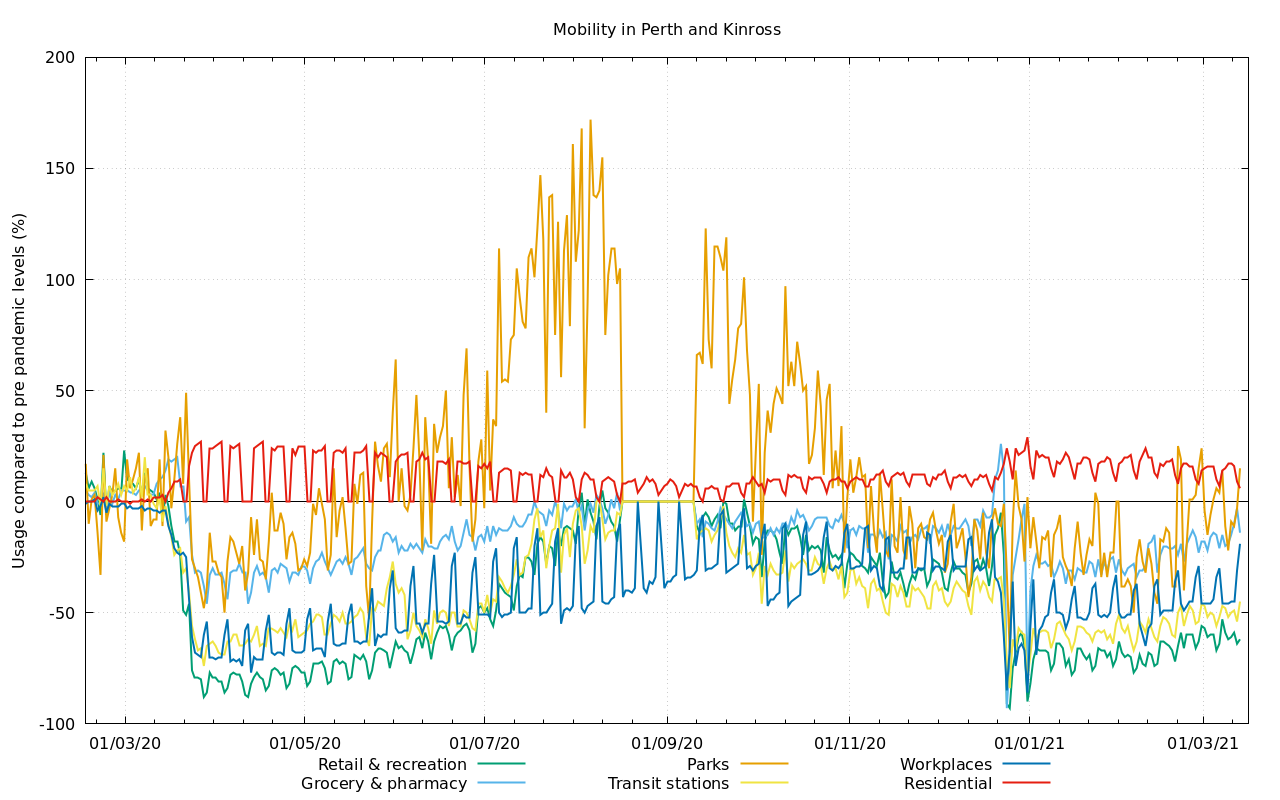 Mobility in Perth and Kinross
Usage compared to pre pandemic levels (%)
200
150
100
50
0
-50
-100
01/03/20 01/05/20 01/07/20 01/09/20 01/11/20 01/01/21 01/03/21
Retail & recreation Parks Workplaces
Grocery & pharmacy Transit stations Residential